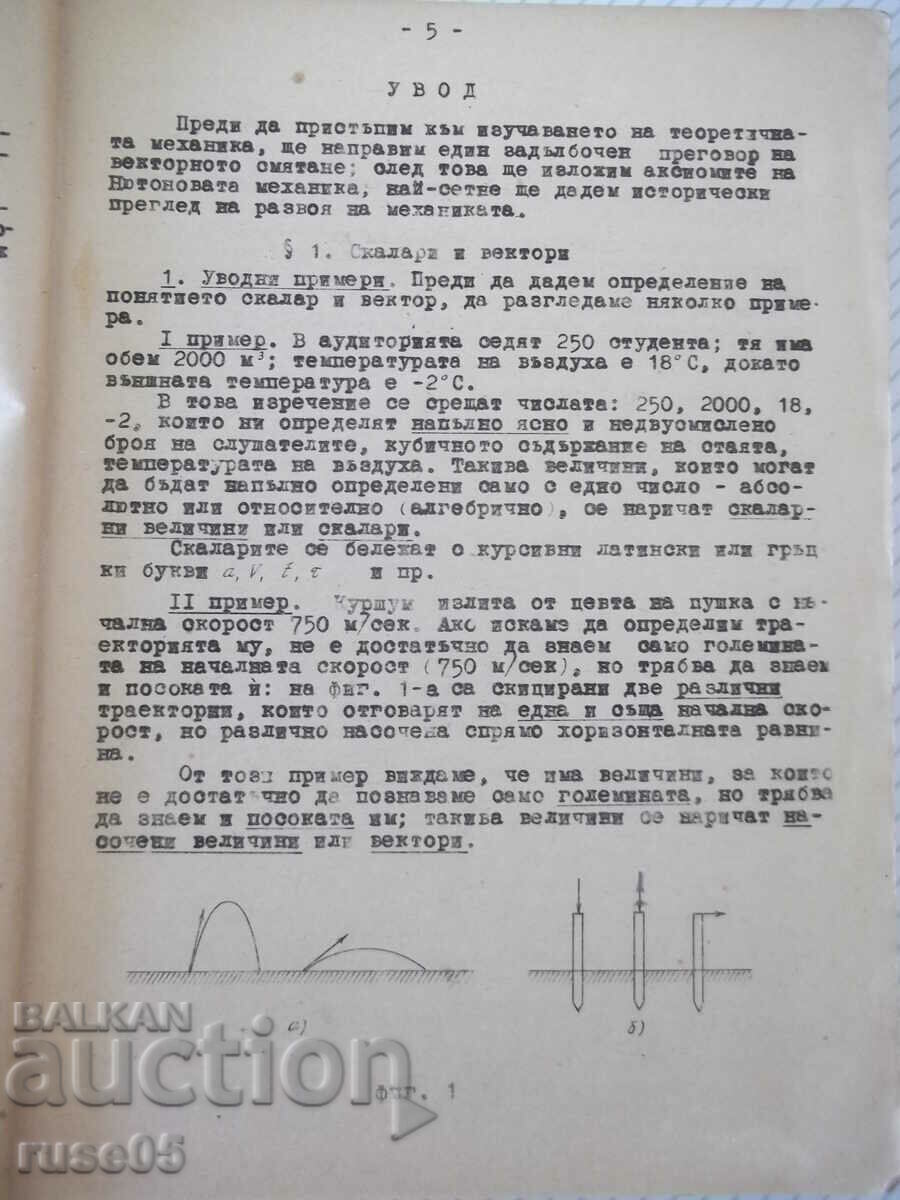 - 5 -
У В О Д
Преди да пристъпим към изучаването на теоретична-
та механика, ще направим един задълбочен преговор на
векторното смятане; след това ще изложим аксиомите на
Нютоновата механика, най-сетне ще дадем исторически
преглед на развоя на механиката.
§ 1. Скалари и вектори
1. Уводни примери. Преди да дадем определение на
понятието скалар и вектор, да разгледаме няколко приме-
ра.
I пример. В аудиторията седят 250 студента; тя има
обем 2000 м³; температурата на въздуха е 18°С, докато
външната температура е -2°С.
В това изречение се срещат числата: 250, 2000, 18,
-2, които ни определят напълно ясно и недвусмислено
броя на слушателите, кубичното съдържание на стаята,
температурата на въздуха. Такива величини, които могат
да бъдат напълно определени само с едно число - абсо-
лютно или относително (алгебрично), се наричат скалар-
ни величини или скалари.
Скаларите се бележат с курсивни латински или гръц
ки букви a, V, t, τ и пр.
II пример. Куршум излита от цевта на пушка с на-
чална скорост 750 м/сек. Ако искаме да определим тра-
екторията му, не е достатъчно да знаем само големина-
та на началната скорост (750 м/сек), но трябва да знаем
и посоката ѝ: на фиг. 1-а са скицирани две различни
траектории, които отговарят на една и съща начална ско-
рост, но различно насочена спрямо хоризонталната равни-
на.
От този пример виждаме, че има величини, за които
не е достатъчно да познаваме само големината, но трябва
да знаем и посоката им; такива величини се наричат на-
сочени величини или вектори.
а)
б)
фиг. 1
BALKAN
auction
ruse05